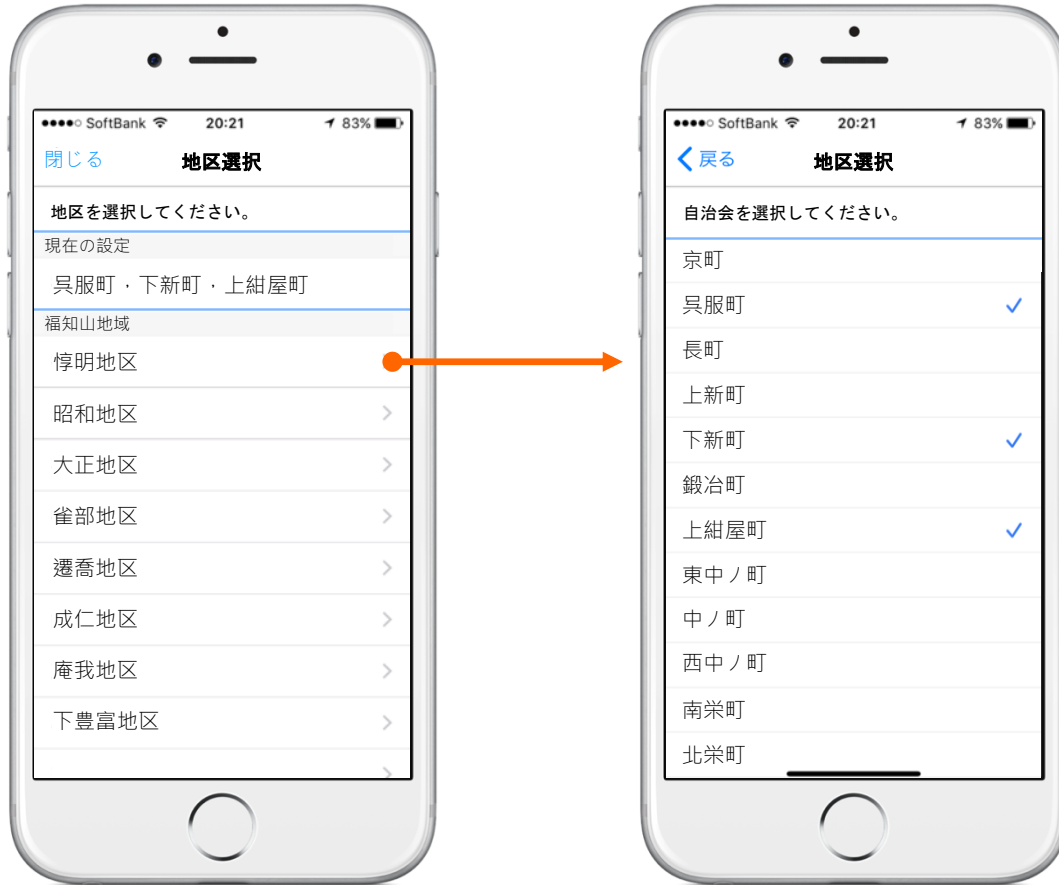 SoftBank 20:21 83%
閉じる 地区選択
地区を選択してください。
現在の設定
呉服町・下新町・上紺屋町
福知山地域
惇明地区
昭和地区
大正地区
雀部地区
遷喬地区
成仁地区
庵我地区
下豊富地区
SoftBank 20:21 83%
戻る 地区選択
自治会を選択してください。
京町
呉服町
長町
上新町
下新町
鍛冶町
上紺屋町
東中ノ町
中ノ町
西中ノ町
南栄町
北栄町